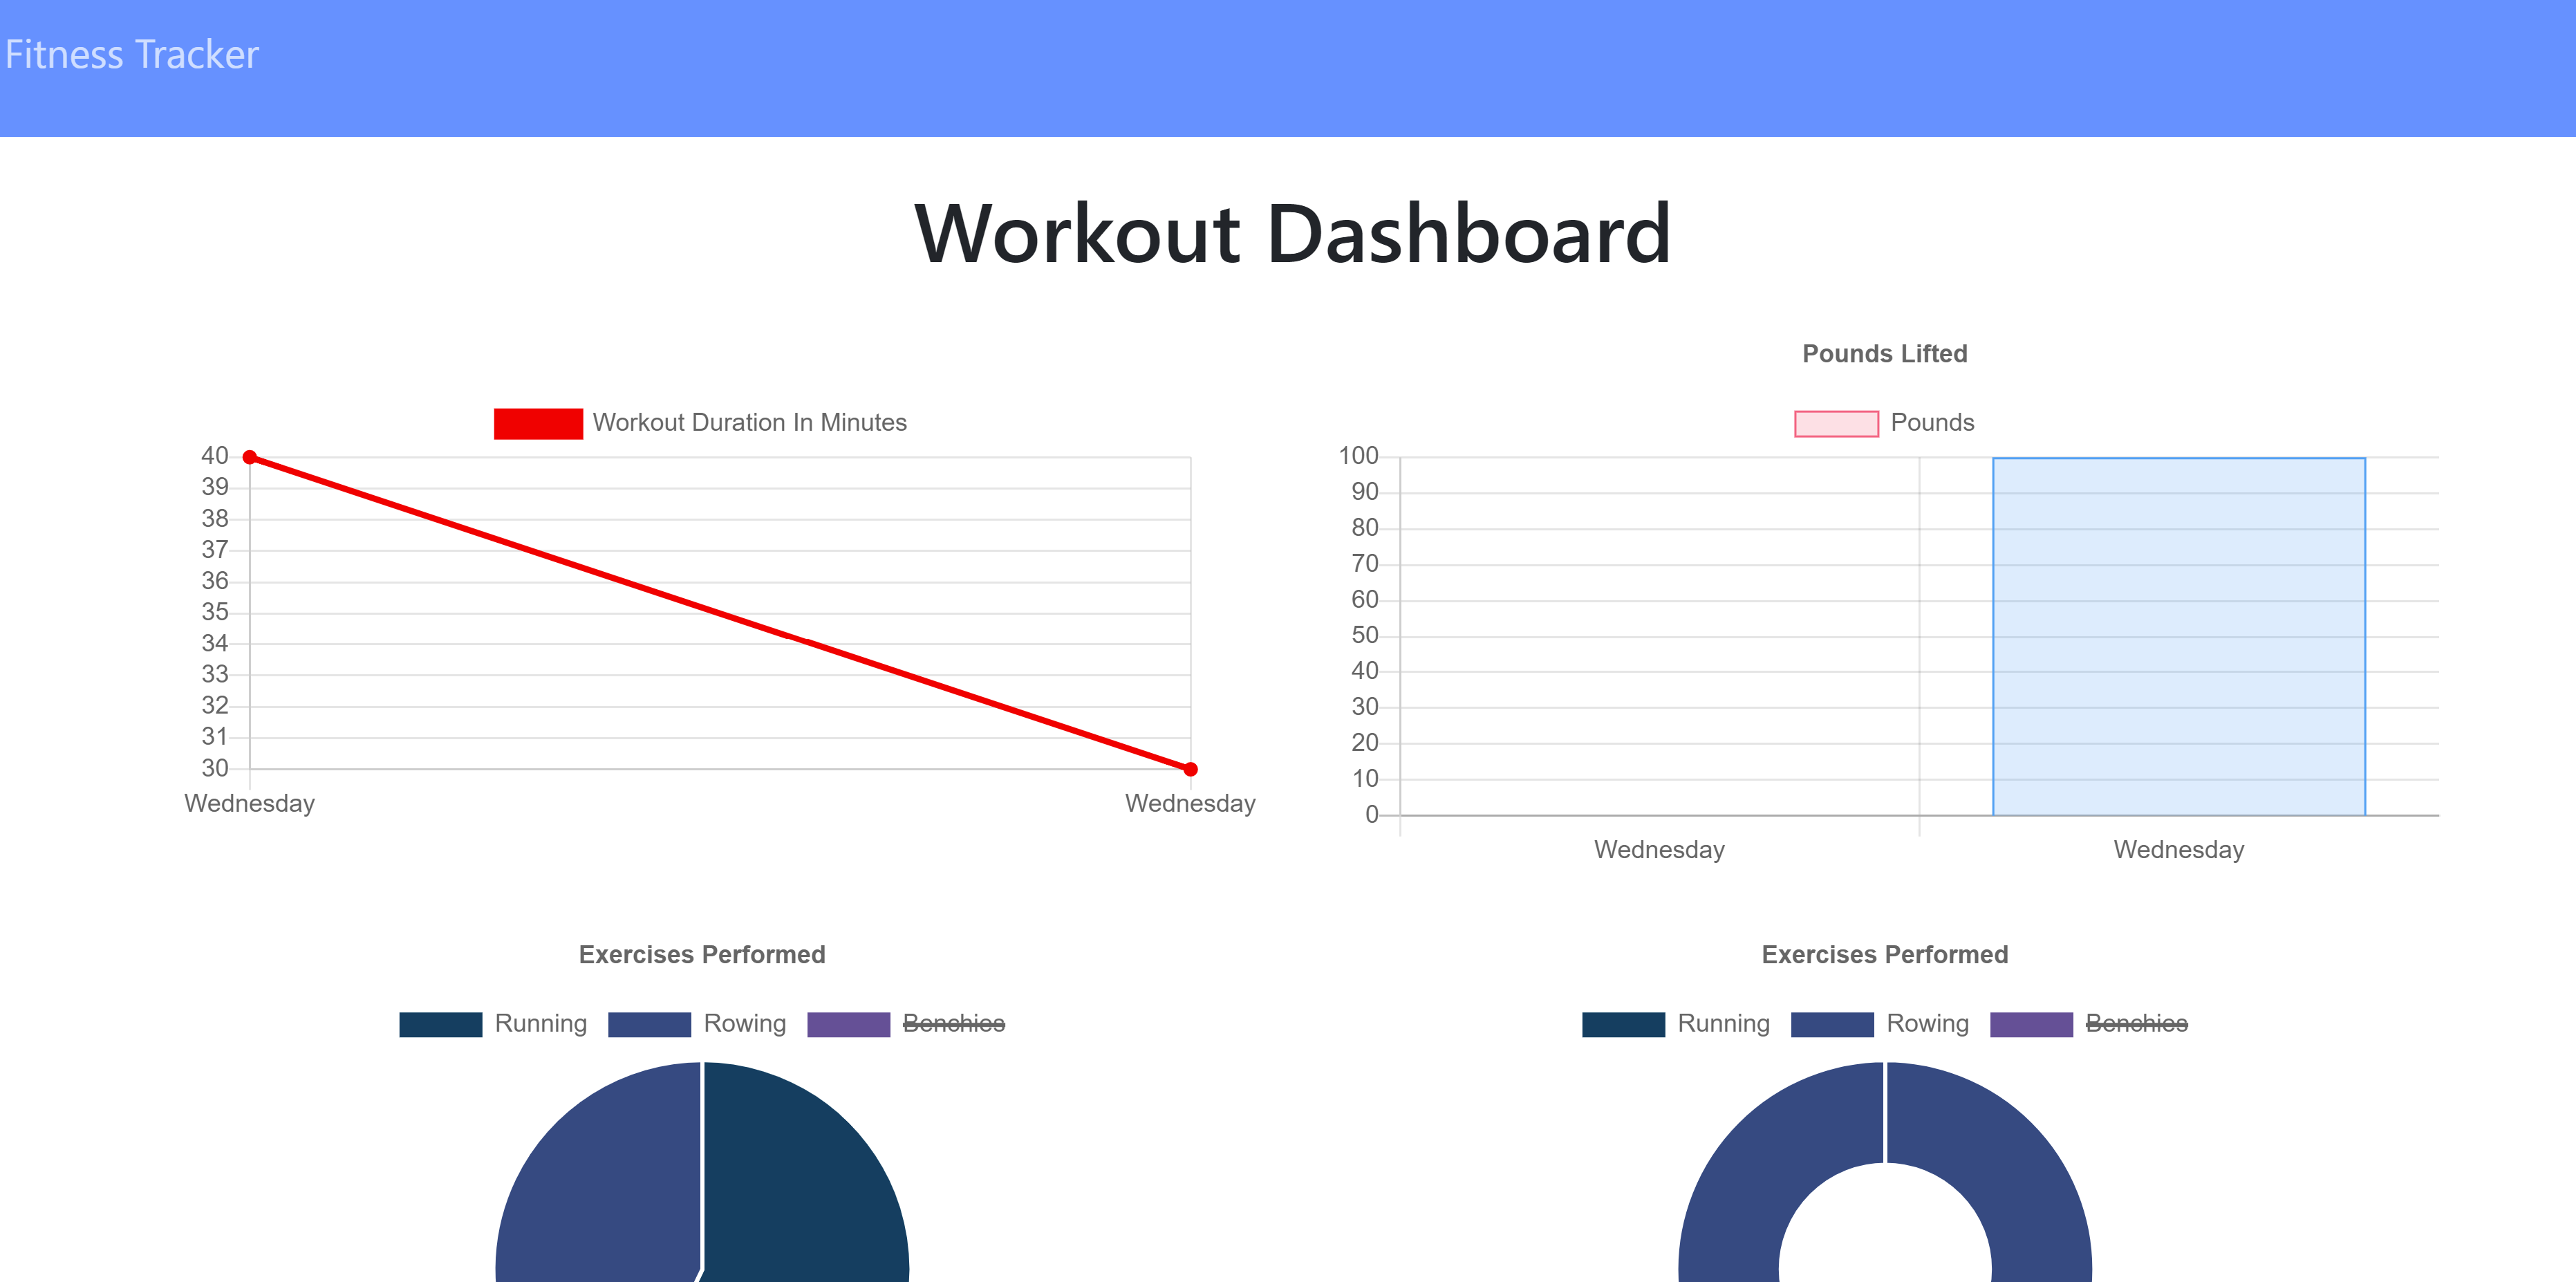 Fitness Tracker
Workout Dashboard
Workout Duration In Minutes
40
39
38
37
36
35
34
33
32
31
30
Wednesday Wednesday
Pounds Lifted
Pounds
100
90
80
70
60
50
40
30
20
10
0
Wednesday Wednesday
Exercises Performed
Running Rowing Benchies
Exercises Performed
Running Rowing Benchies